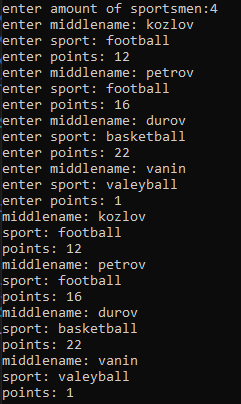 enter amount of sportsmen:4
enter middlename: kozlov
enter sport: football
enter points: 12
enter middlename: petrov
enter sport: football
enter points: 16
enter middlename: durov
enter sport: basketball
enter points: 22
enter middlename: vanin
enter sport: valeyball
enter points: 1
middlename: kozlov
sport: football
points: 12
middlename: petrov
sport: football
points: 16
middlename: durov
sport: basketball
points: 22
middlename: vanin
sport: valeyball
points: 1